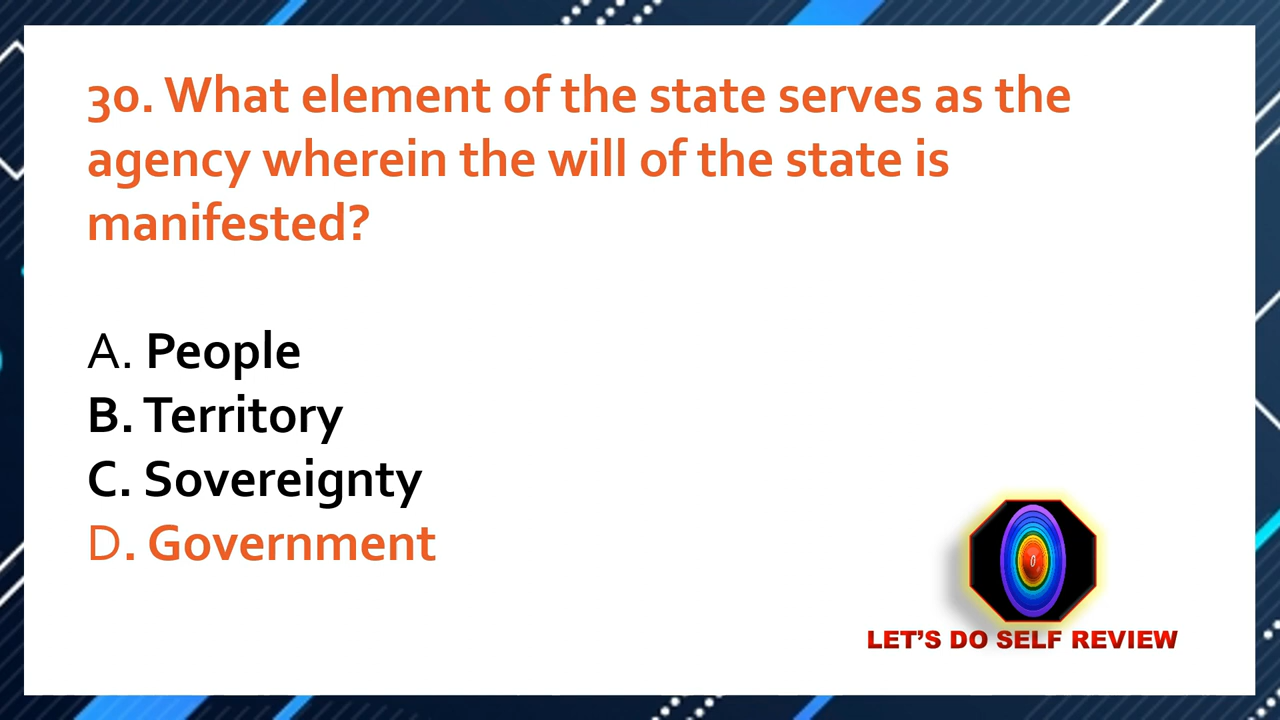 30. What element of the state serves as the
agency wherein the will of the state is
manifested?
A. People
B. Territory
C. Sovereignty
D. Government
0
LET'S DO SELF REVIEW